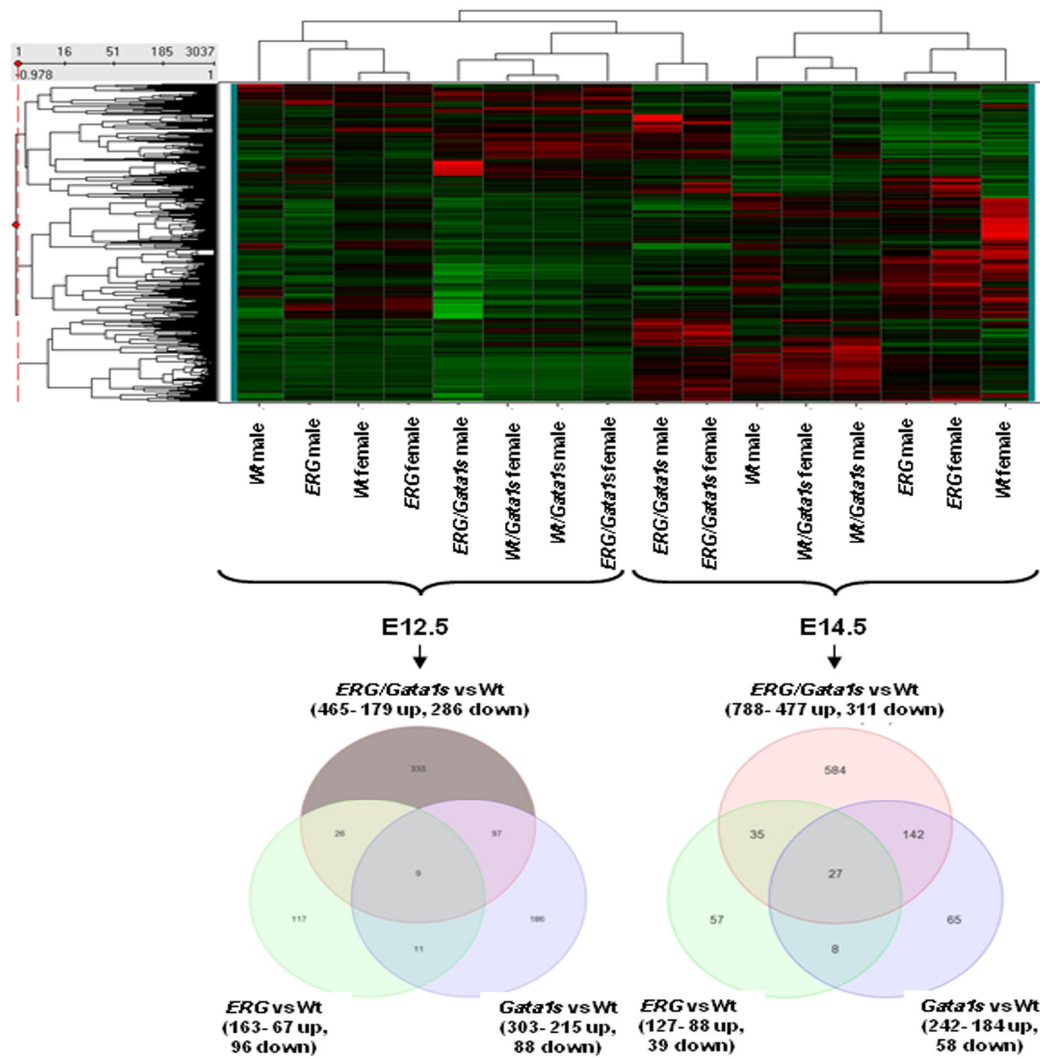 1 16 51 185 3037
-0.978 1
Wt male
ERG male
Wt female
ERG female
ERG/Gata1s male
Wt/Gata1s female
Wt/Gata1s male
ERG/Gata1s female
ERG/Gata1s male
ERG/Gata1s female
Wt male
Wt/Gata1s female
Wt/Gata1s male
ERG male
ERG female
Wt female
E12.5
E14.5
ERG/Gata1s vs Wt
(465- 179 up, 286 down)
333
26
97
9
117
186
11
ERG vs Wt
(163- 67 up,
96 down)
Gata1s vs Wt
(303- 215 up,
88 down)
ERG/Gata1s vs Wt
(788- 477 up, 311 down)
584
35
142
27
57
65
8
ERG vs Wt
(127- 88 up,
39 down)
Gata1s vs Wt
(242- 184 up,
58 down)